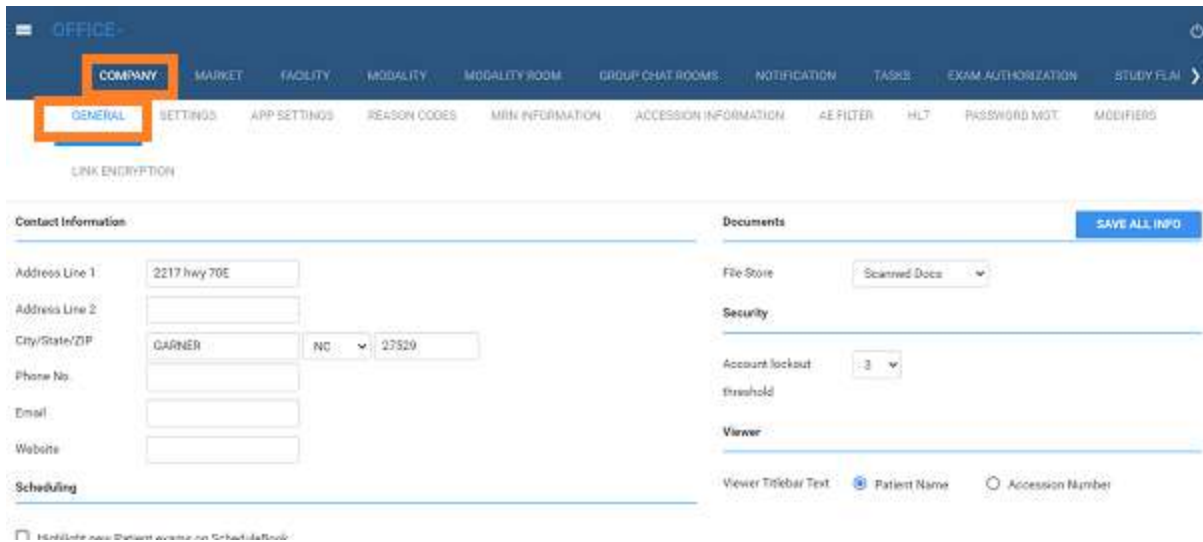 OFFICE-
COMPANY MARKET FACILITY MODALITY MODALITY ROOM GROUP CHAT ROOMS NOTIFICATION TASKS EXAM AUTHORIZATION STUDY FLA
GENERAL SETTINGS APP SETTINGS REASON CODES MRN INFORMATION ACCESSION INFORMATION AE FILTER HL7 PASSWORD MGT. MODIFIERS
LINK ENCRYPTION
Contact Information
Address Line 1 2217 hwy 70E
Address Line 2
City/State/ZIP GARNER NC 27529
Phone No.
Email
Website
Scheduling
Highlight new Patient exams on ScheduleBook
Documents SAVE ALL INFO
File Store Scanned Docs
Security
Account lockout 3
threshold
Viewer
Viewer Titlebar Text Patient Name Accession Number